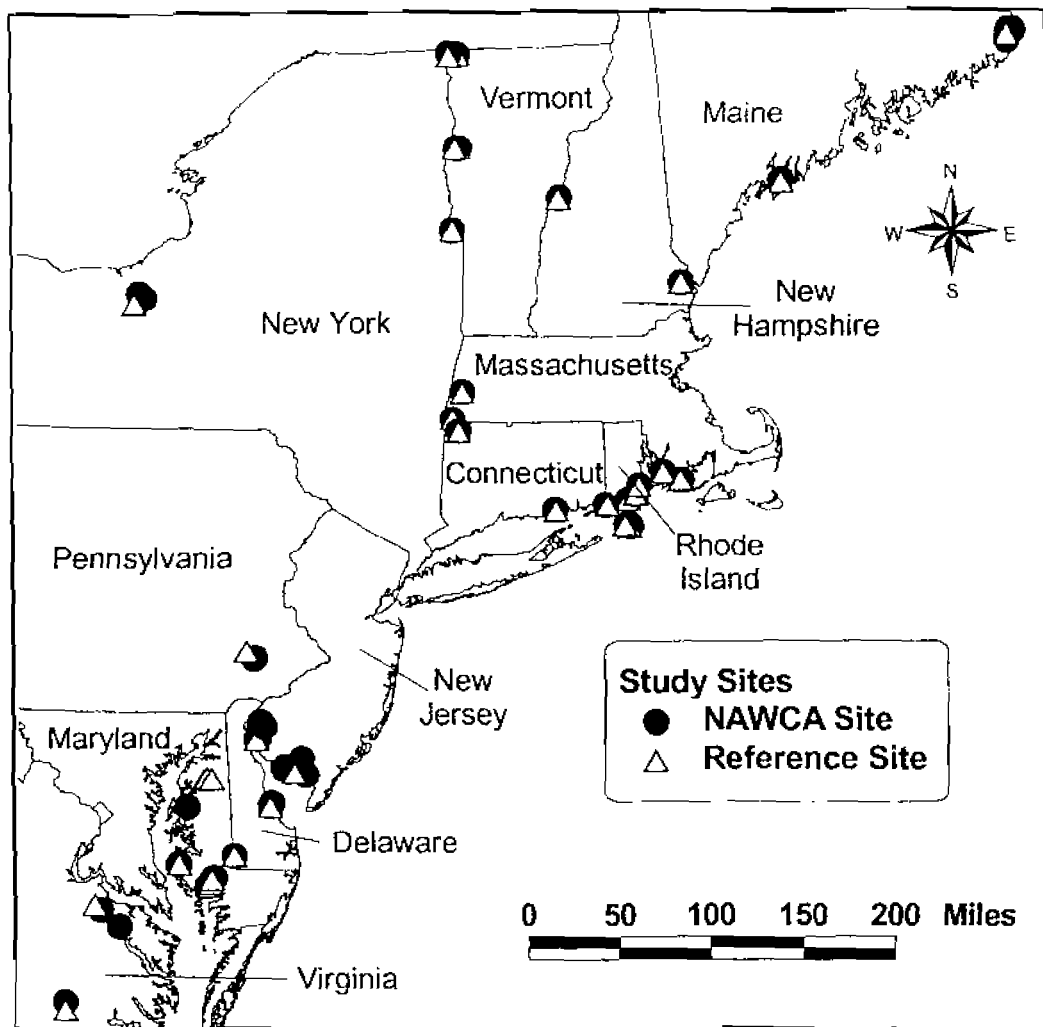 Vermont
Maine
N
W E
S
New York
New
Hampshire
Massachusetts
Connecticut
Rhode
Island
Pennsylvania
New
Jersey
Study Sites
NAWCA Site
Reference Site
Maryland
Delaware
0 50 100 150 200 Miles
Virginia